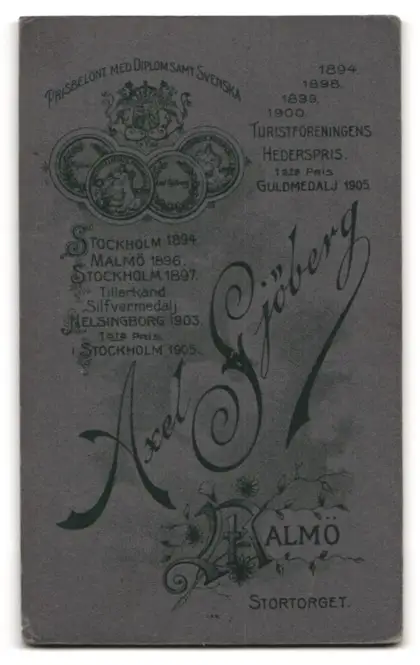 PRISBELÖNT MED DIPLOM SAMT SVENSKA
1894.
1898.
1899.
1900.
TURISTFÖRENINGENS
HEDERSPRIS.
1sta Pris
GULDMEDALJ 1905.
STOCKHOLM 1894.
MALMÖ 1896.
STOCKHOLM 1897.
Tillerkänd
Silfvermedalj
HELSINGBORG 1903.
1sta Pris
i STOCKHOLM 1905.
Axel Sjöberg
MALMÖ
STORTORGET.